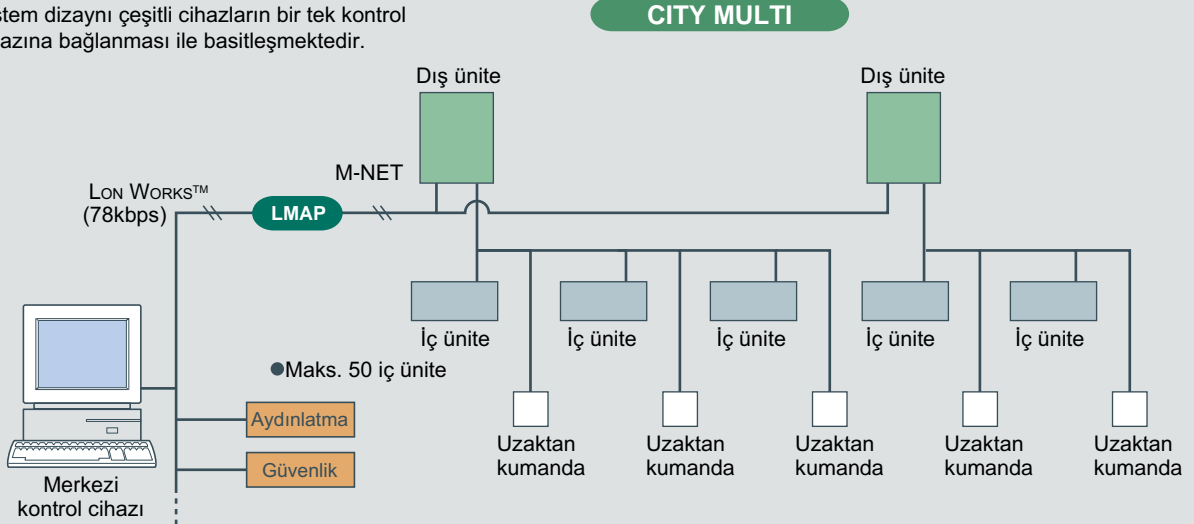 stem dizaynı çeşitli cihazların bir tek kontrol
azına bağlanması ile basitleşmektedir.
CITY MULTI
Dış ünite
Dış ünite
M-NET
LON WORKS™
(78kbps)
LMAP
İç ünite
İç ünite
İç ünite
İç ünite
İç ünite
●Maks. 50 iç ünite
Aydınlatma
Güvenlik
Uzaktan
kumanda
Uzaktan
kumanda
Uzaktan
kumanda
Uzaktan
kumanda
Uzaktan
kumanda
Merkezi
kontrol cihazı